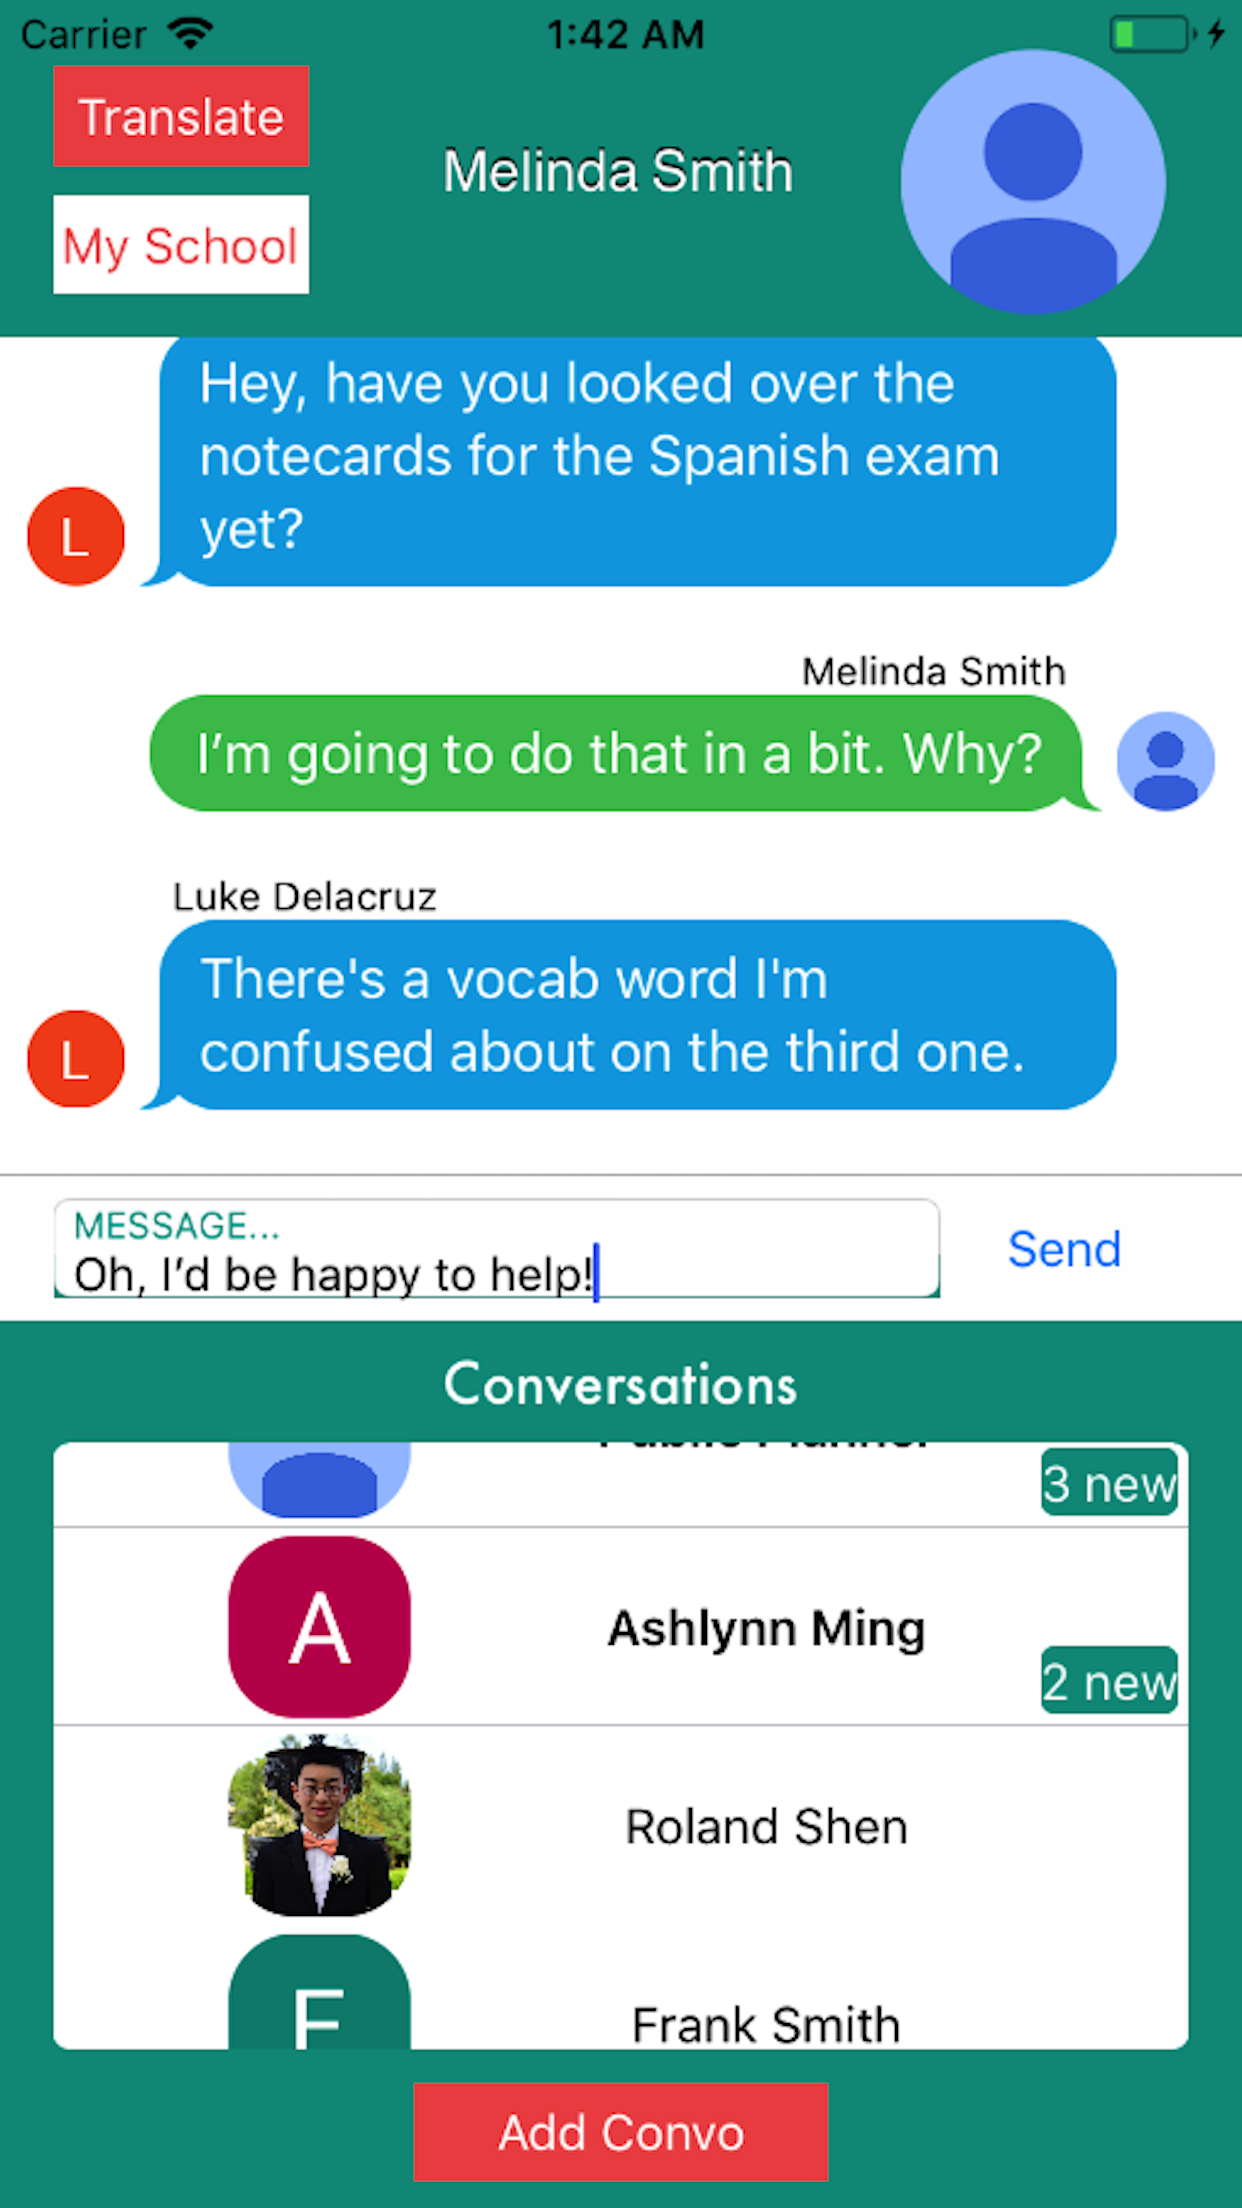 Carrier 1:42 AM
Translate
Melinda Smith
My School
Hey, have you looked over the
notecards for the Spanish exam
yet?
L
Melinda Smith
I’m going to do that in a bit. Why?
Luke Delacruz
There's a vocab word I'm
confused about on the third one.
L
MESSAGE...
Oh, I’d be happy to help!
Send
Conversations
3 new
A
Ashlynn Ming
2 new
Roland Shen
F
Frank Smith
Add Convo